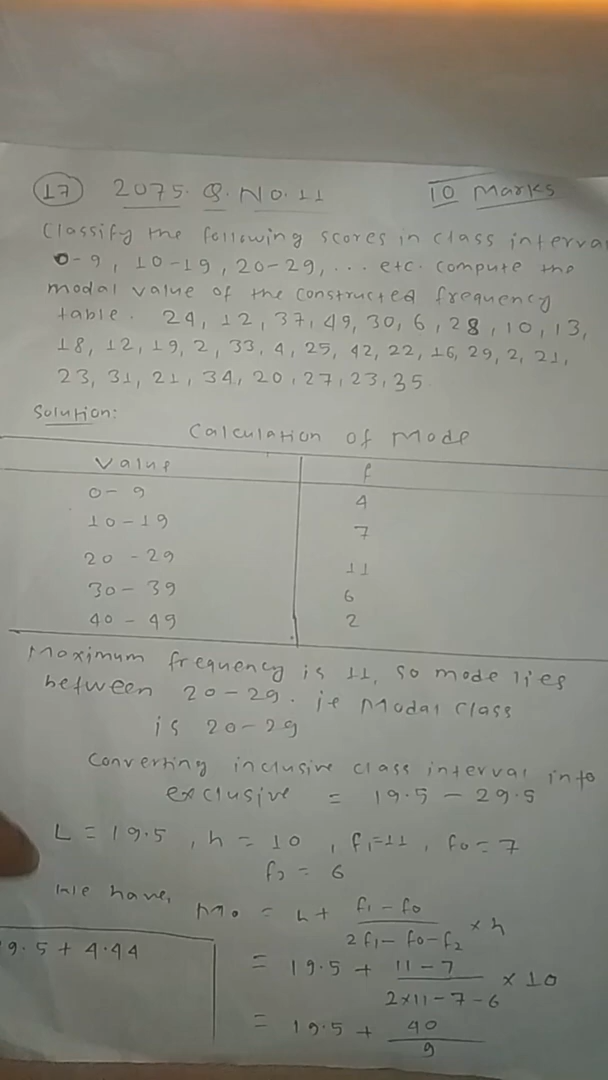 17 2075. Q. No. 11 10 Marks
Classify the following scores in class interva
0-9, 10-19, 20-29, ... etc. compute the
modal value of the constructed frequency
table. 24, 12, 37, 49, 30, 6, 28, 10, 13,
18, 12, 19, 2, 33, 4, 25, 42, 22, 16, 29, 2, 21,
23, 31, 21, 34, 20, 27, 23, 35.
Solution:
Calculation of Mode
Value f
0-9 4
10-19 7
20-29 11
30-39 6
40-49 2
Maximum frequency is 11, so mode lies
between 20-29. ie Modal class
is 20-29
Converting inclusive class interval into
exclusive = 19.5 - 29.5
L = 19.5, h = 10, f₁=11, f₀ = 7
f₂ = 6
We have, M₀ = L + f₁ - f₀ / 2f₁ - f₀ - f₂ × h
= 19.5 + 11-7 / 2×11-7-6 × 10
= 19.5 + 40 / 9
9.5 + 4.44